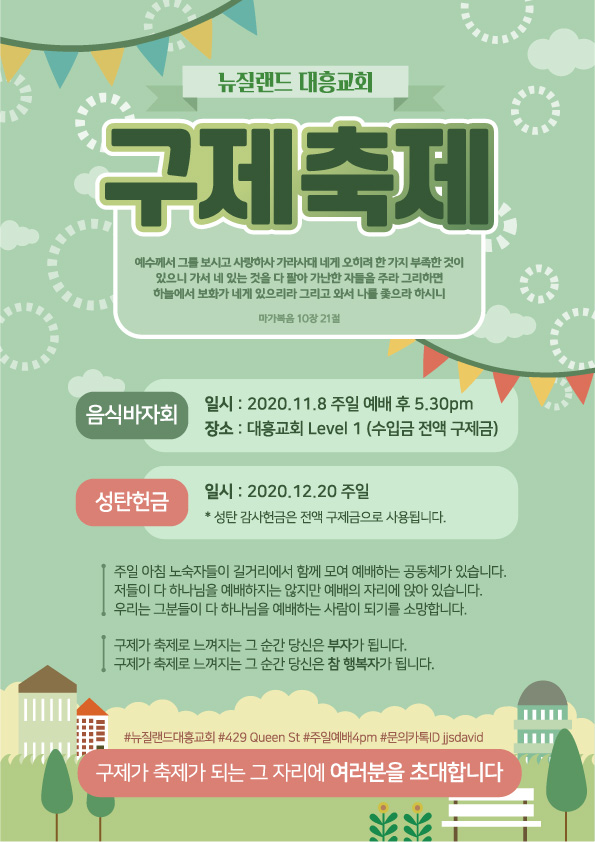 뉴질랜드 대흥교회
구제축제
예수께서 그를 보시고 사랑하사 가라사대 네게 오히려 한 가지 부족한 것이
있으니 가서 네 있는 것을 다 팔아 가난한 자들을 주라 그리하면
하늘에서 보화가 네게 있으리라 그리고 와서 나를 좇으라 하시니
마가복음 10장 21절
음식바자회
일시 : 2020.11.8 주일 예배 후 5.30pm
장소 : 대흥교회 Level 1 (수입금 전액 구제금)
성탄헌금
일시 : 2020.12.20 주일
* 성탄 감사헌금은 전액 구제금으로 사용됩니다.
주일 아침 노숙자들이 길거리에서 함께 모여 예배하는 공동체가 있습니다.
저들이 다 하나님을 예배하지는 않지만 예배의 자리에 앉아 있습니다.
우리는 그분들이 다 하나님을 예배하는 사람이 되기를 소망합니다.
구제가 축제로 느껴지는 그 순간 당신은 부자가 됩니다.
구제가 축제로 느껴지는 그 순간 당신은 참 행복자가 됩니다.
#뉴질랜드대흥교회 #429 Queen St #주일예배4pm #문의카톡ID jjsdavid
구제가 축제가 되는 그 자리에 여러분을 초대합니다